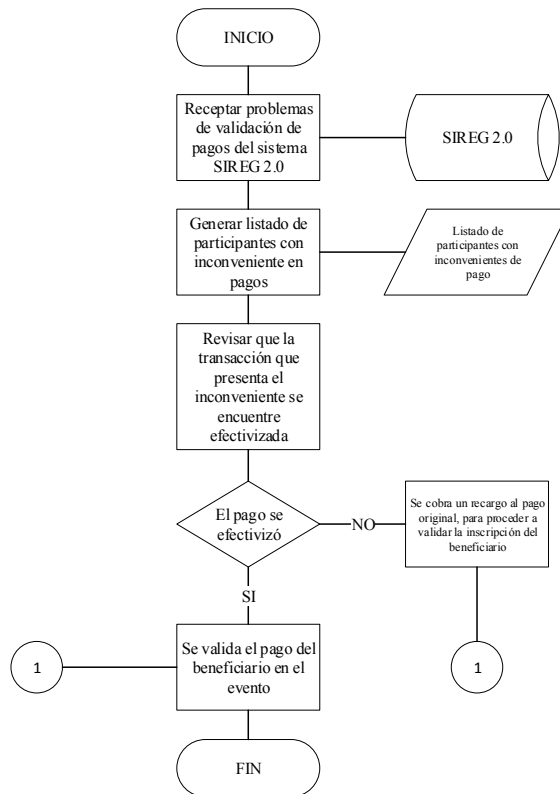 INICIO
Receptar problemas
de validación de
pagos del sistema
SIREG 2.0
SIREG 2.0
Generar listado de
participantes con
inconveniente en
pagos
Listado de
participantes con
inconvenientes de
pago
Revisar que la
transacción que
presenta el
inconveniente se
encuentre
efectivizada
El pago se
efectivizó
NO
Se cobra un recargo al pago
original, para proceder a
validar la inscripción del
beneficiario
SI
1
Se valida el pago del
beneficiario en el
evento
1
FIN